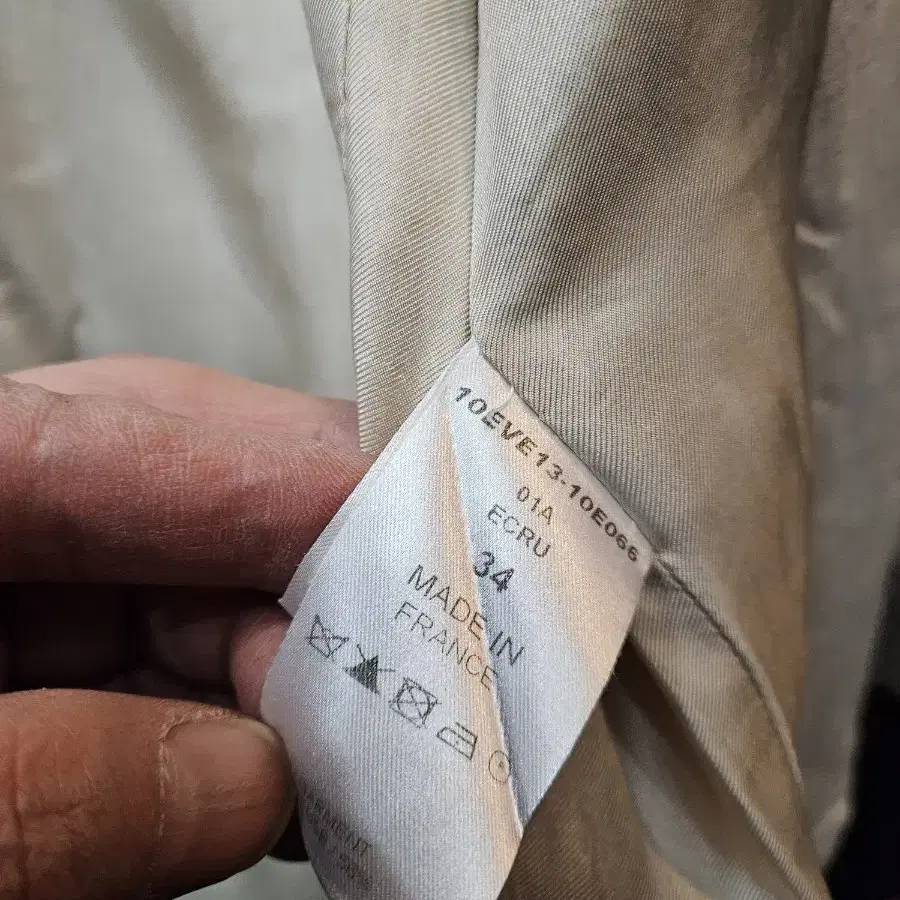 10EVE13-10E066
01A
ECRU
34
MADE IN
FRANCE